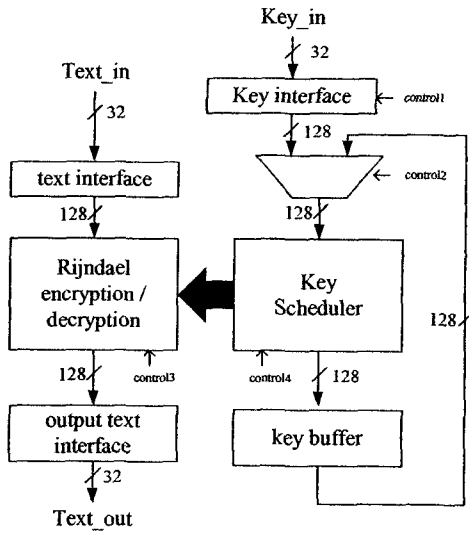 Key_in
32
Text_in
32
Key interface
control1
128
text interface
control2
128
128
Rijndael
encryption /
decryption
Key
Scheduler
128
128
control3
control4
128
output text
interface
key buffer
32
Text_out